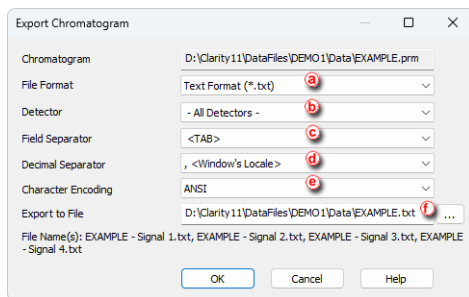 Export Chromatogram
Chromatogram D:\Clarity11\DataFiles\DEMO1\Data\EXAMPLE.prm
File Format Text Format (*.txt) a
Detector - All Detectors - b
Field Separator <TAB> c
Decimal Separator , <Window's Locale> d
Character Encoding ANSI e
Export to File D:\Clarity11\DataFiles\DEMO1\Data\EXAMPLE.txt f ...
File Name(s): EXAMPLE - Signal 1.txt, EXAMPLE - Signal 2.txt, EXAMPLE - Signal 3.txt, EXAMPLE
- Signal 4.txt
OK Cancel Help